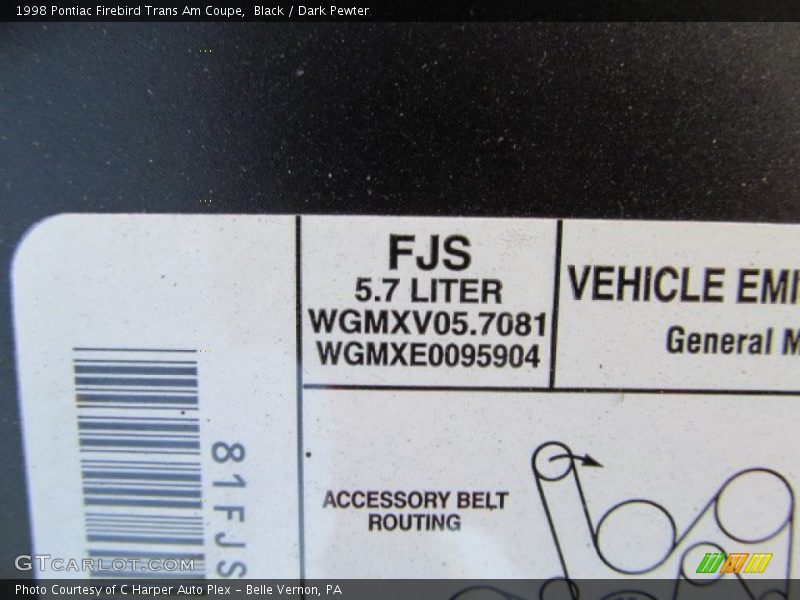 1998 Pontiac Firebird Trans Am Coupe,  Black / Dark Pewter
FJS
5.7 LITER
WGMXV05.7081
WGMXE0095904
VEHICLE EMI
General M
81FJS
ACCESSORY BELT
ROUTING
GTCARLOT.COM
Photo Courtesy of C Harper Auto Plex – Belle Vernon, PA